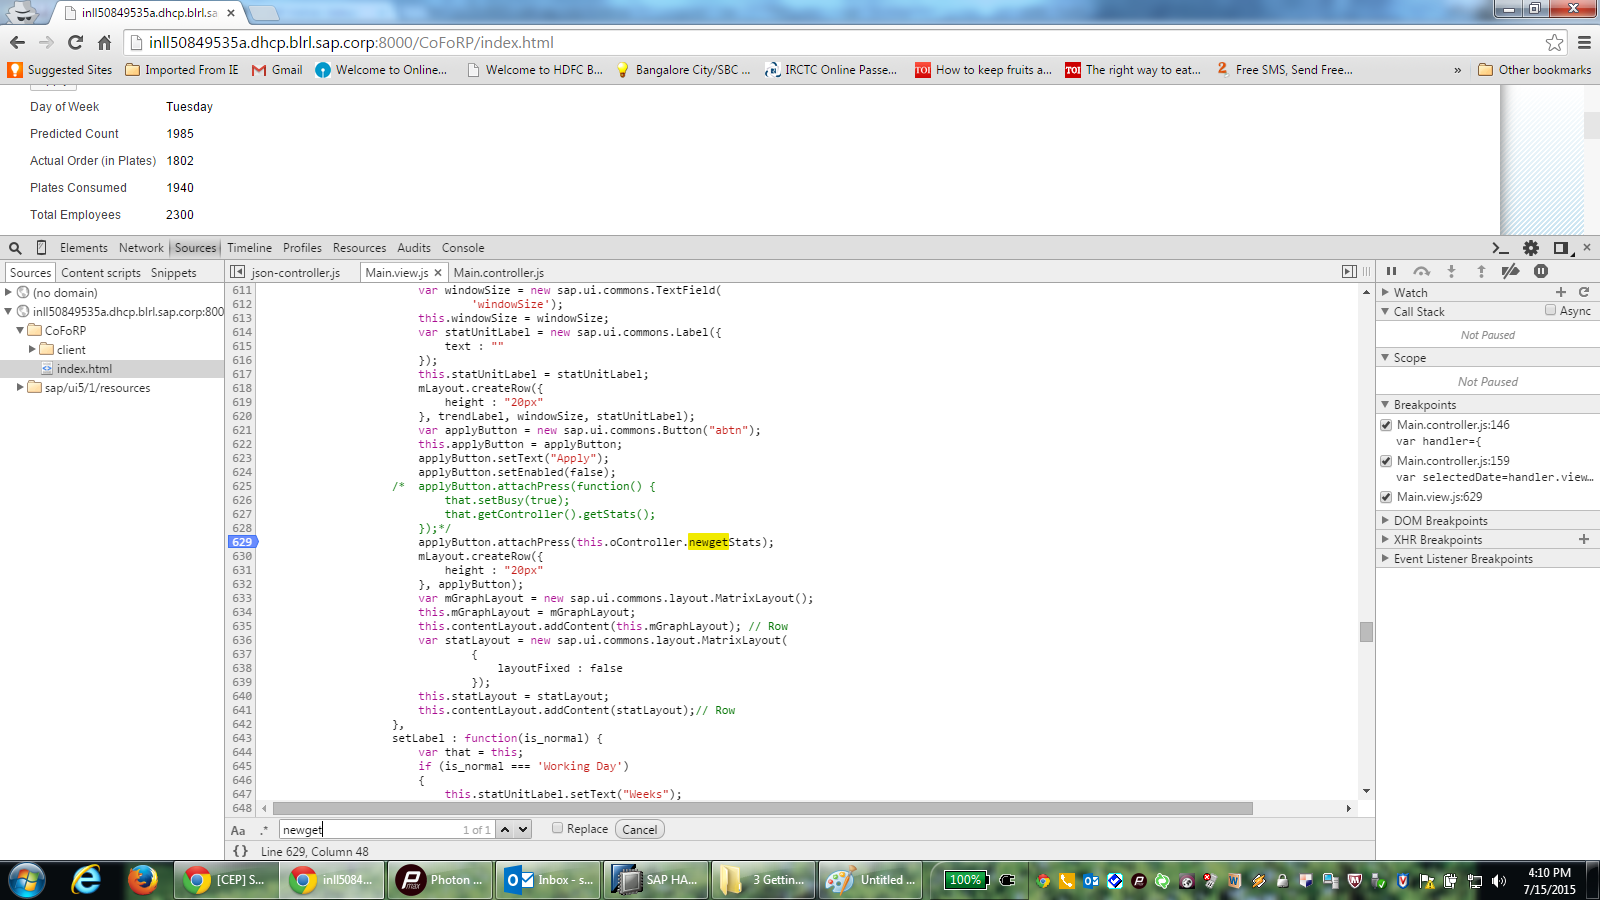 inll50849535a.dhcp.blrl.sa
inll50849535a.dhcp.blrl.sap.corp:8000/CoFoRP/index.html
Suggested Sites Imported From IE Gmail Welcome to Online... Welcome to HDFC B... Bangalore City/SBC ... IRCTC Online Passe... TOI How to keep fruits a... TOI The right way to eat... 2 Free SMS, Send Free... » Other bookmarks
Day of Week Tuesday
Predicted Count 1985
Actual Order (in Plates) 1802
Plates Consumed 1940
Total Employees 2300
Elements Network Sources Timeline Profiles Resources Audits Console
Sources Content scripts Snippets
(no domain)
inll50849535a.dhcp.blrl.sap.corp:800
CoFoRP
client
index.html
sap/ui5/1/resources
json-controller.js Main.view.js × Main.controller.js
611 var windowSize = new sap.ui.commons.TextField(
612 'windowSize');
613 this.windowSize = windowSize;
614 var statUnitLabel = new sap.ui.commons.Label({
615 text : ""
616 });
617 this.statUnitLabel = statUnitLabel;
618 mLayout.createRow({
619 height : "20px"
620 }, trendLabel, windowSize, statUnitLabel);
621 var applyButton = new sap.ui.commons.Button("abtn");
622 this.applyButton = applyButton;
623 applyButton.setText("Apply");
624 applyButton.setEnabled(false);
625 /* applyButton.attachPress(function() {
626 that.setBusy(true);
627 that.getController().getStats();
628 });*/
629 applyButton.attachPress(this.oController.newgetStats);
630 mLayout.createRow({
631 height : "20px"
632 }, applyButton);
633 var mGraphLayout = new sap.ui.commons.layout.MatrixLayout();
634 this.mGraphLayout = mGraphLayout;
635 this.contentLayout.addContent(this.mGraphLayout); // Row
636 var statLayout = new sap.ui.commons.layout.MatrixLayout(
637 {
638 layoutFixed : false
639 });
640 this.statLayout = statLayout;
641 this.contentLayout.addContent(statLayout);// Row
642 },
643 setLabel : function(is_normal) {
644 var that = this;
645 if (is_normal === 'Working Day')
646 {
647 this.statUnitLabel.setText("Weeks");
648
Aa .* newget 1 of 1 Replace Cancel
{} Line 629, Column 48
Watch
Call Stack Async
Not Paused
Scope
Not Paused
Breakpoints
Main.controller.js:146
var handler={
Main.controller.js:159
var selectedDate=handler.view...
Main.view.js:629
DOM Breakpoints
XHR Breakpoints
Event Listener Breakpoints
[CEP] S... inll5084... Photon ... Inbox - s... SAP HA... 3 Gettin... Untitled ... 100%
4:10 PM
7/15/2015